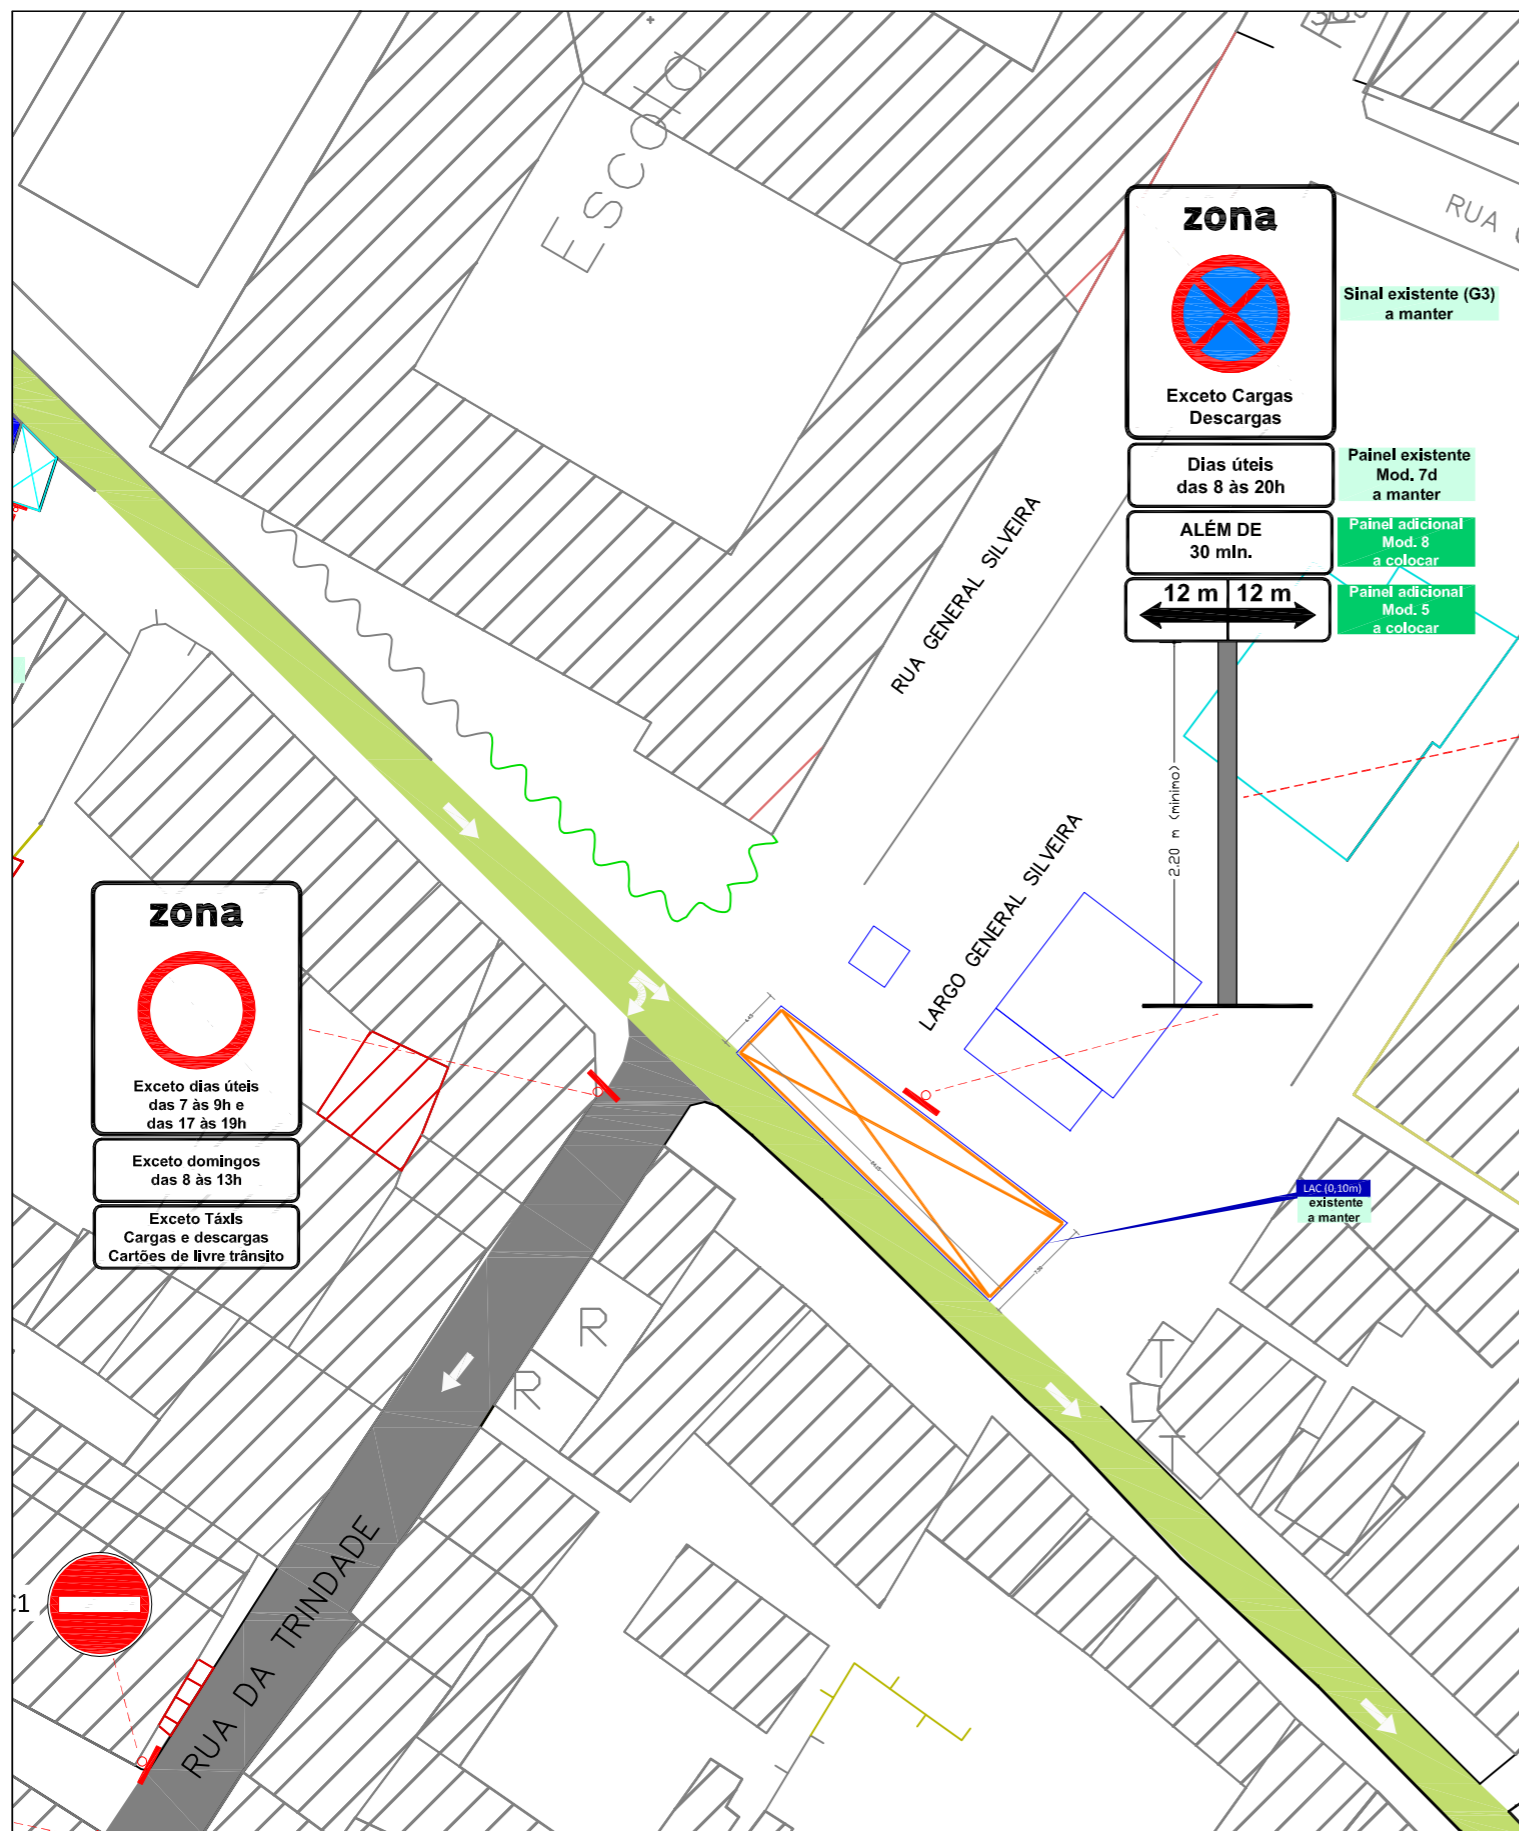 Escola
RUA
zona
Exceto Cargas
Descargas
Sinal existente (G3)
a manter
Dias úteis
das 8 às 20h
Painel existente
Mod. 7d
a manter
ALÉM DE
30 min.
Painel adicional
Mod. 8
a colocar
12 m
12 m
Painel adicional
Mod. 5
a colocar
RUA GENERAL SILVEIRA
2.20 m (minimo)
LARGO GENERAL SILVEIRA
zona
Exceto dias úteis
das 7 às 9h e
das 17 às 19h
Exceto domingos
das 8 às 13h
Exceto Táxis
Cargas e descargas
Cartões de livre trânsito
LAC (0,10m)
existente
a manter
R
R
T
T
RUA DA TRINDADE